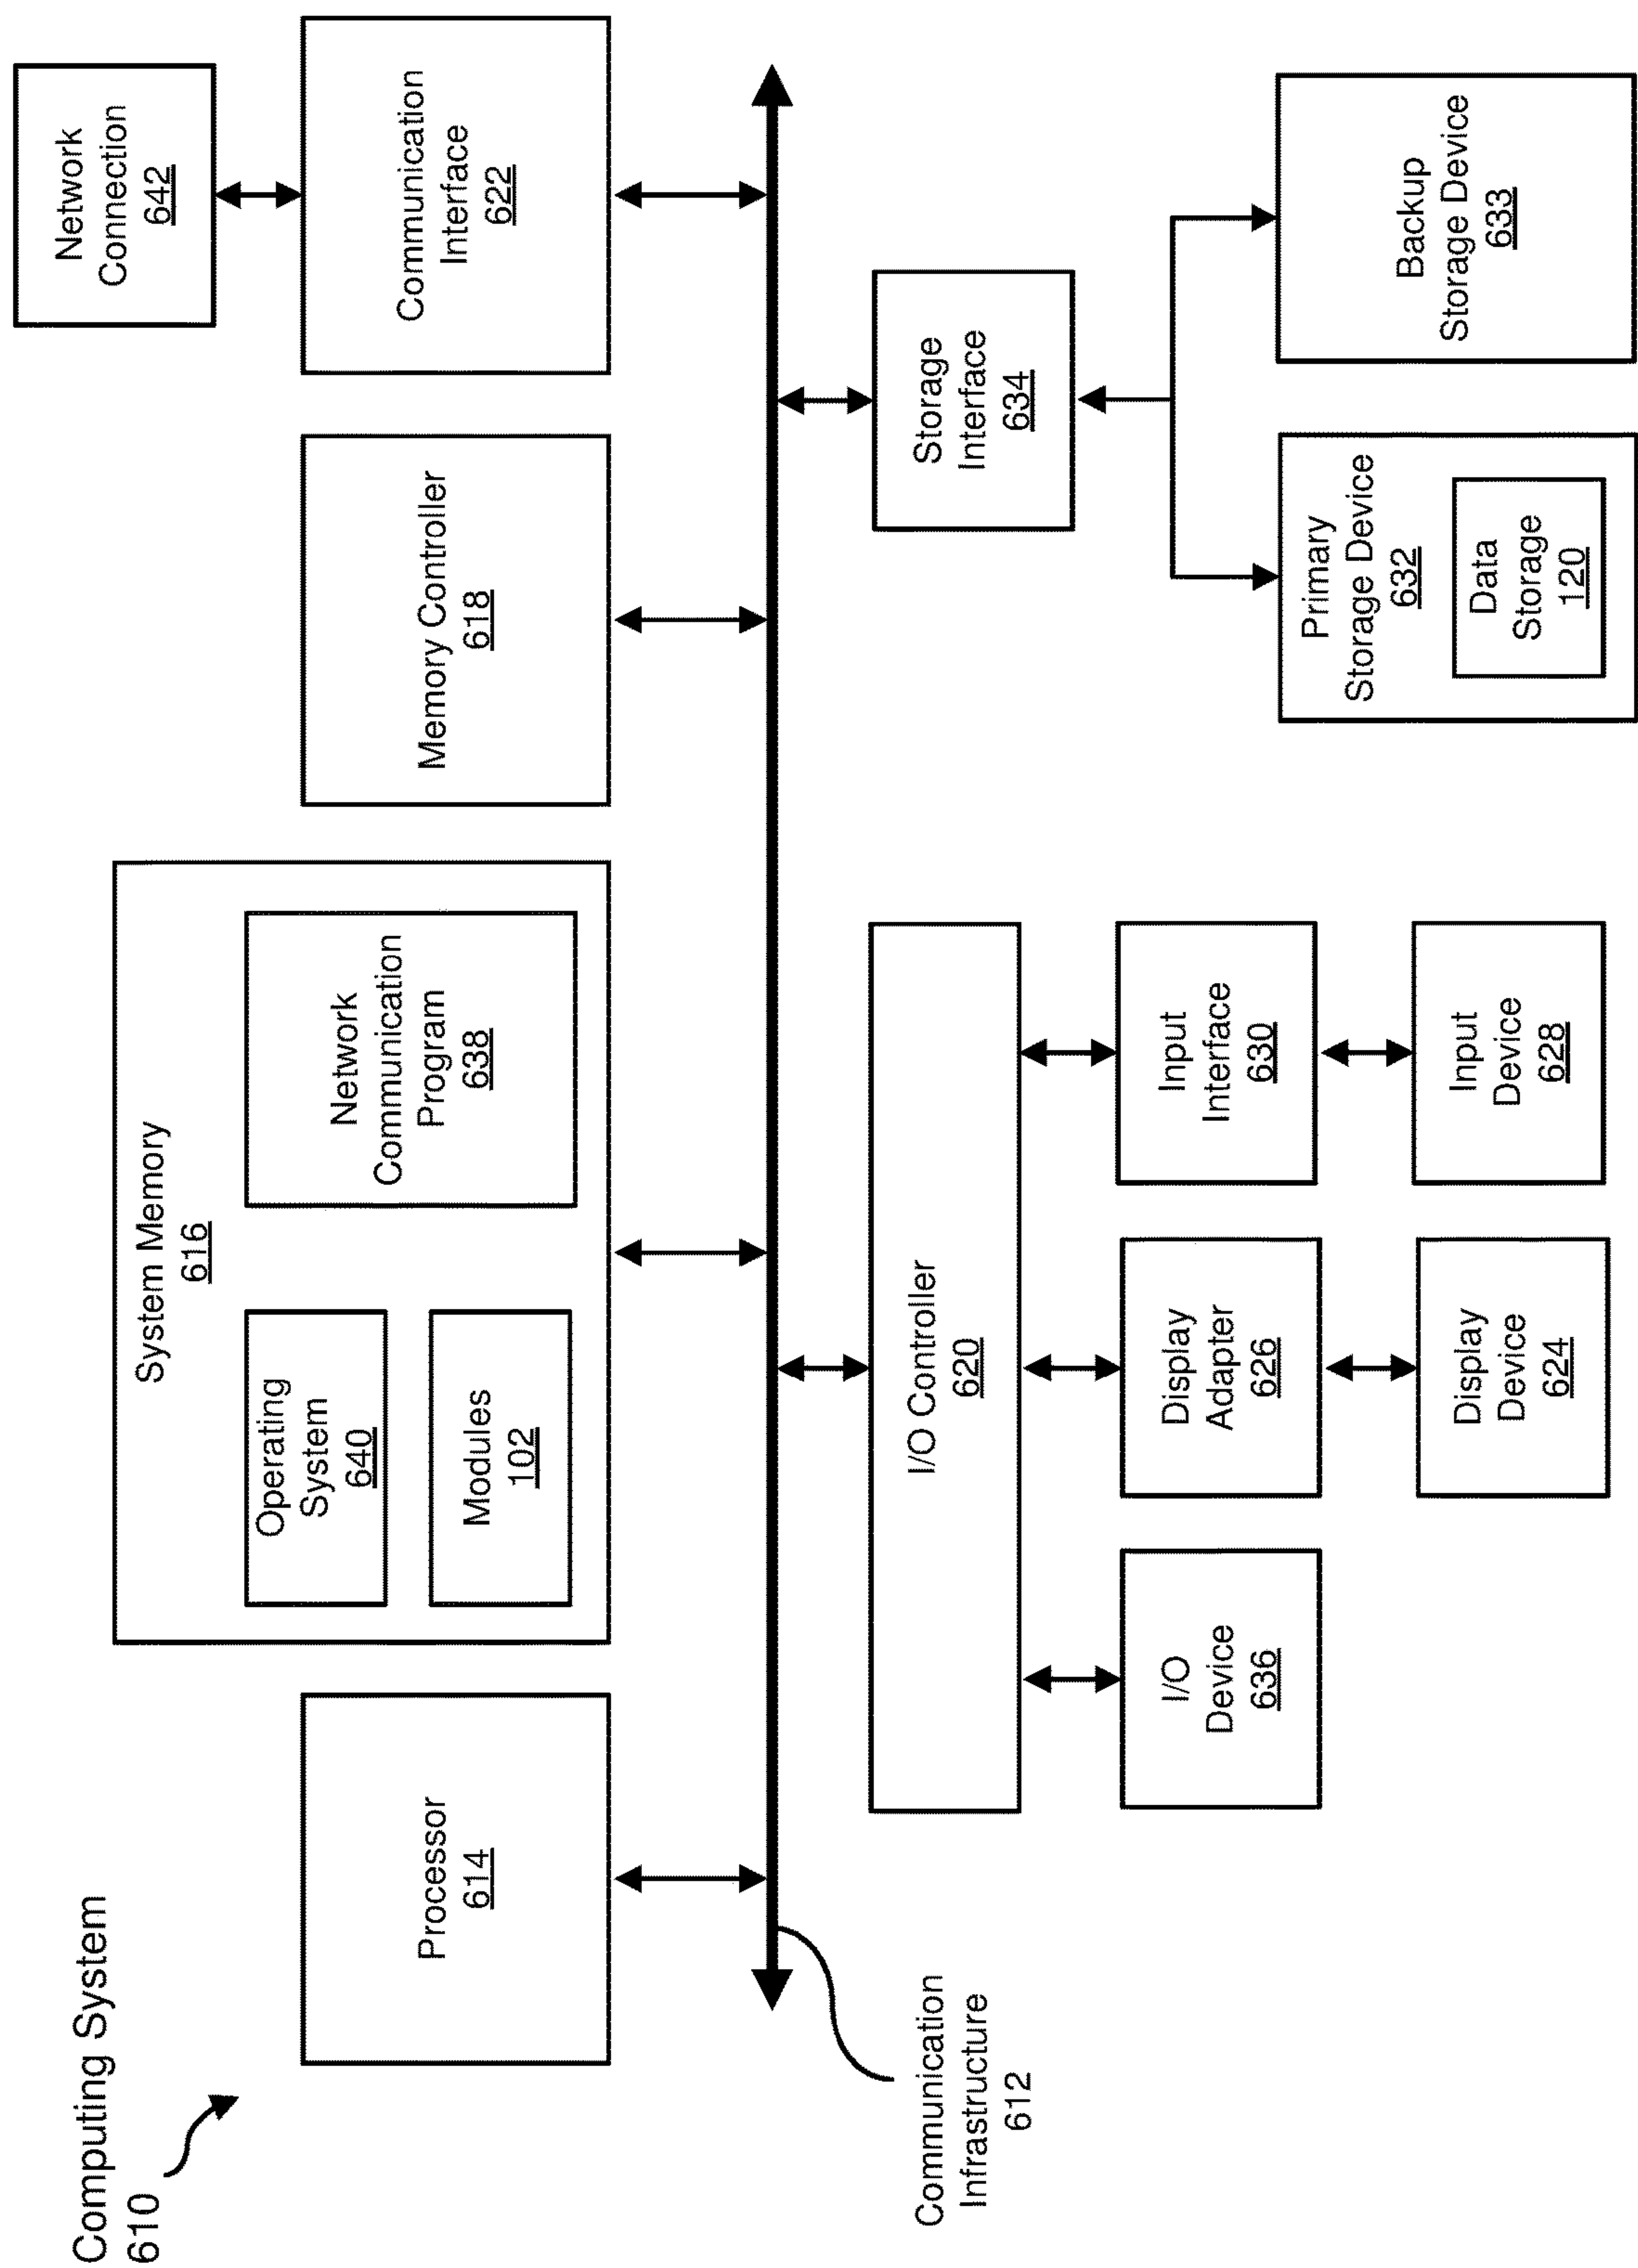 Computing System
610
Processor
614
System Memory
616
Operating
System
640
Modules
102
Network
Communication
Program
638
Memory Controller
618
Communication
Interface
622
Network
Connection
642
Communication
Infrastructure
612
I/O Controller
620
I/O
Device
636
Display
Adapter
626
Display
Device
624
Input
Interface
630
Input
Device
628
Storage
Interface
634
Primary
Storage Device
632
Data
Storage
120
Backup
Storage Device
633